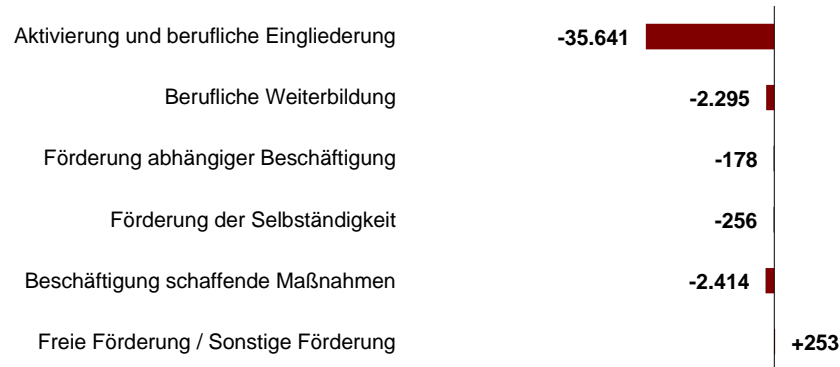 Aktivierung und berufliche Eingliederung -35.641
Berufliche Weiterbildung -2.295
Förderung abhängiger Beschäftigung -178
Förderung der Selbständigkeit -256
Beschäftigung schaffende Maßnahmen -2.414
Freie Förderung / Sonstige Förderung +253